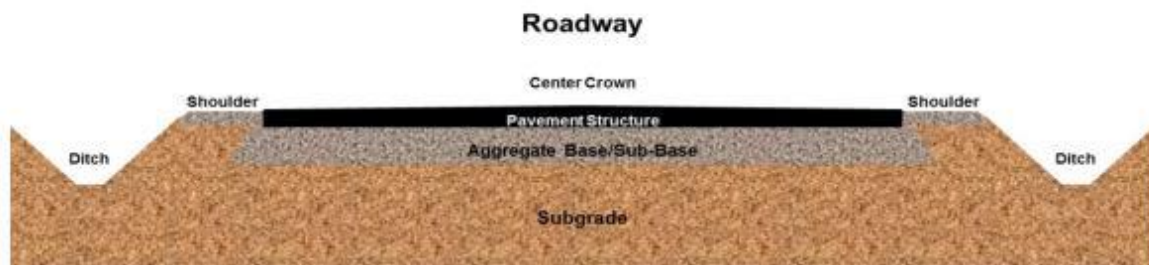 Roadway
Center Crown
Shoulder
Shoulder
Pavement Structure
Aggregate Base/Sub-Base
Ditch
Ditch
Subgrade